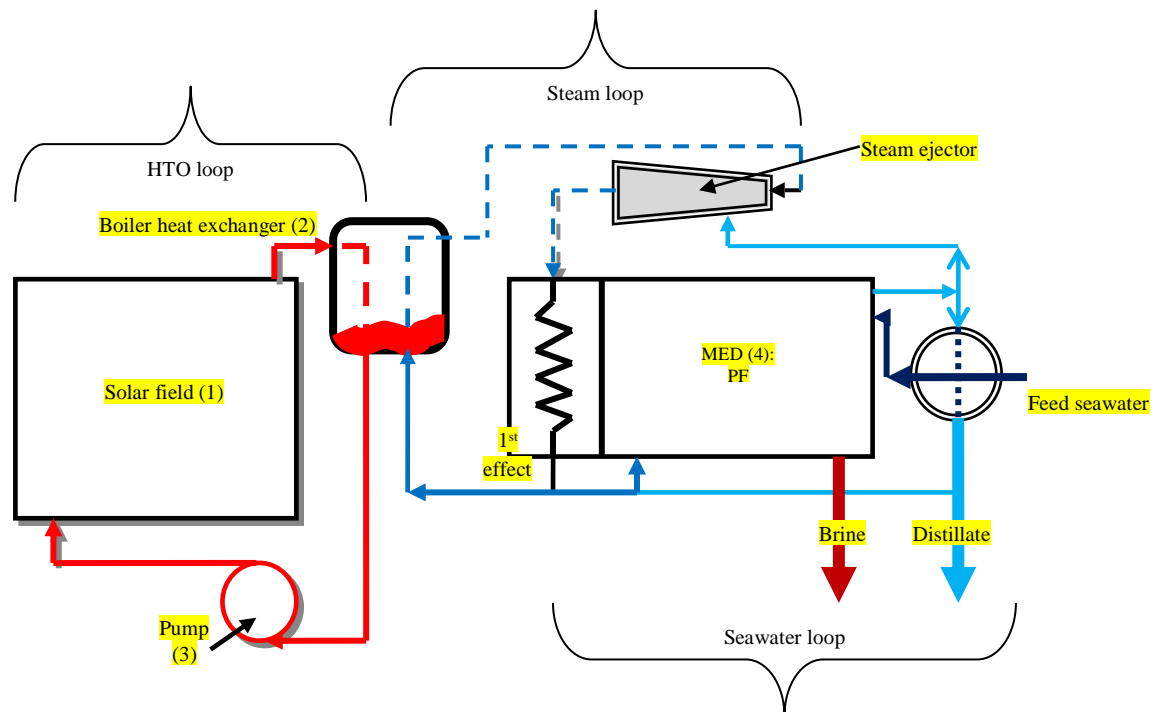 Steam loop
HTO loop
Steam ejector
Boiler heat exchanger (2)
Solar field (1)
MED (4):
PF
Feed seawater
1st
effect
Brine
Distillate
Pump
(3)
Seawater loop